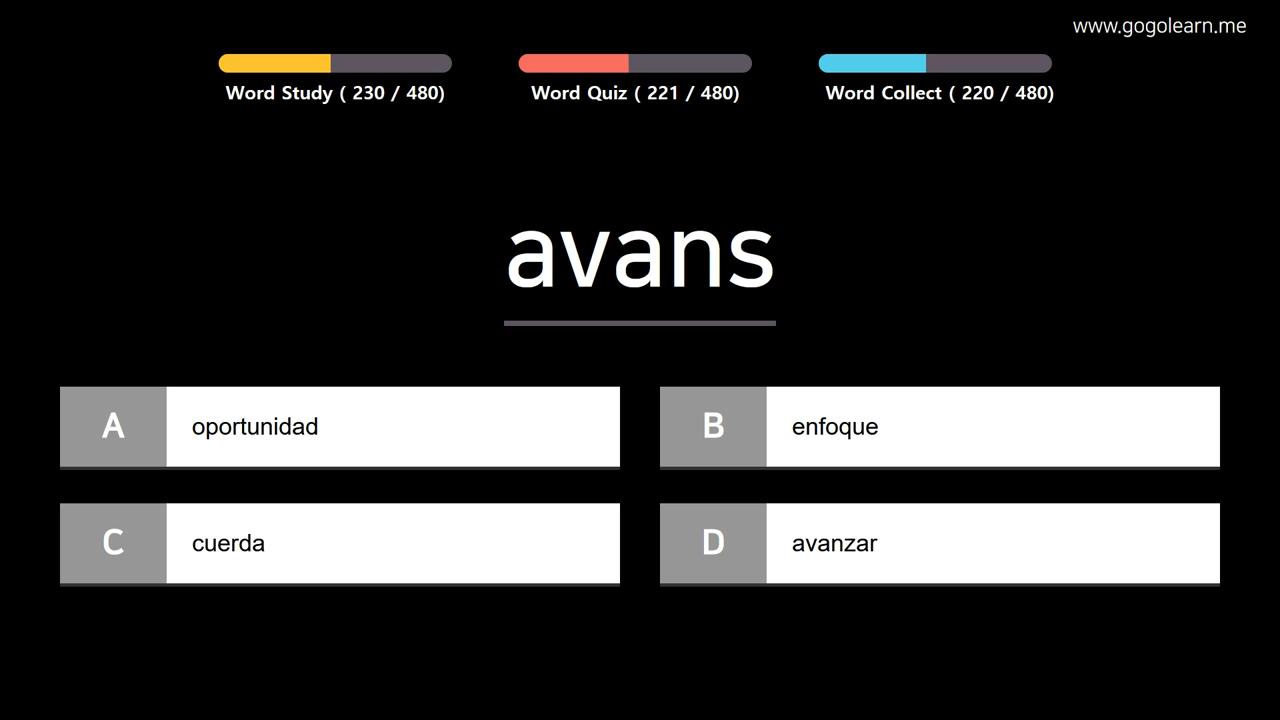 www.gogolearn.me
Word Study ( 230 / 480)
Word Quiz ( 221 / 480)
Word Collect ( 220 / 480)
avans
A oportunidad
B enfoque
C cuerda
D avanzar